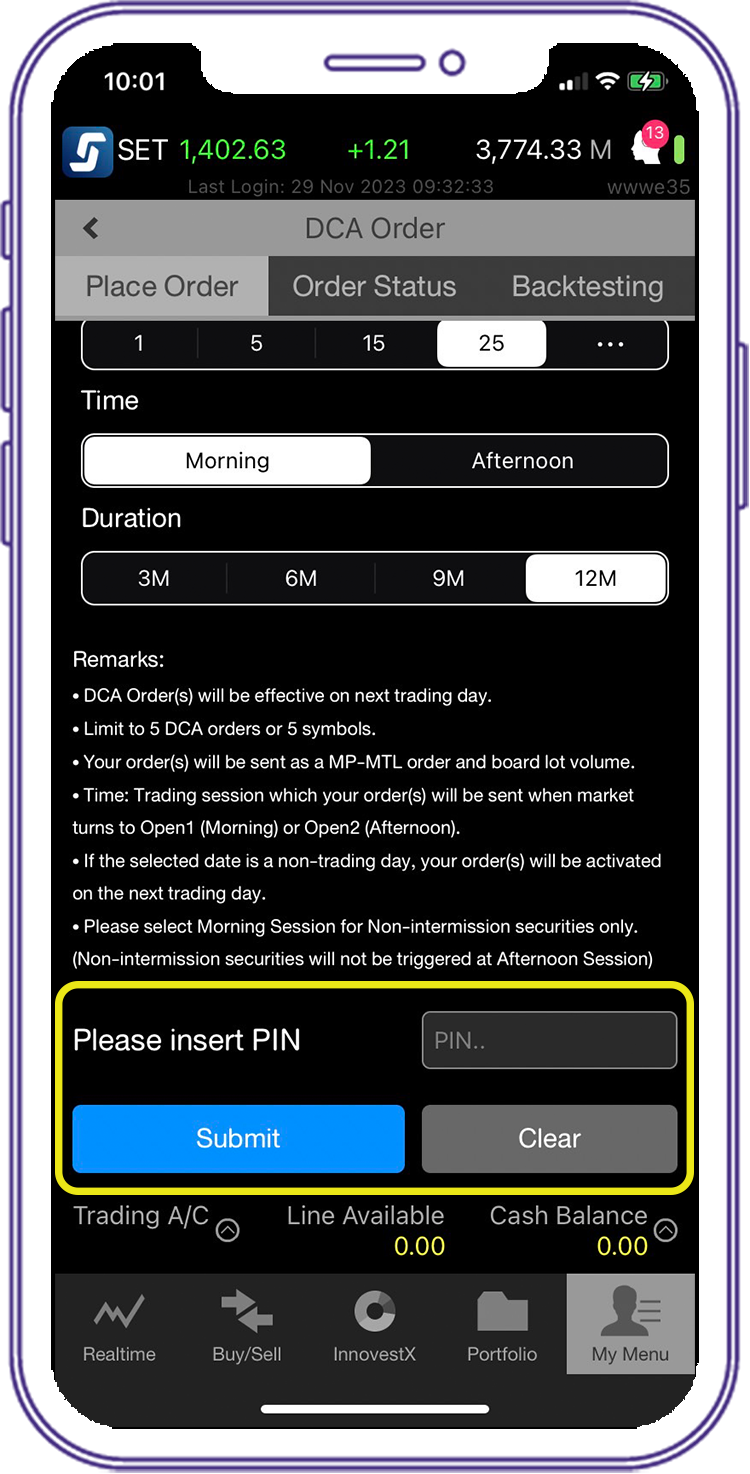 10:01
SET 1,402.63 +1.21 3,774.33 M 13
Last Login: 29 Nov 2023 09:32:33 wwwe35
DCA Order
Place Order Order Status Backtesting
1 5 15 25 ...
Time
Morning Afternoon
Duration
3M 6M 9M 12M
Remarks:
• DCA Order(s) will be effective on next trading day.
• Limit to 5 DCA orders or 5 symbols.
• Your order(s) will be sent as a MP-MTL order and board lot volume.
• Time: Trading session which your order(s) will be sent when market
turns to Open1 (Morning) or Open2 (Afternoon).
• If the selected date is a non-trading day, your order(s) will be activated
on the next trading day.
• Please select Morning Session for Non-intermission securities only.
(Non-intermission securities will not be triggered at Afternoon Session)
Please insert PIN PIN..
Submit Clear
Trading A/C Line Available Cash Balance
0.00 0.00
Realtime Buy/Sell InnovestX Portfolio My Menu